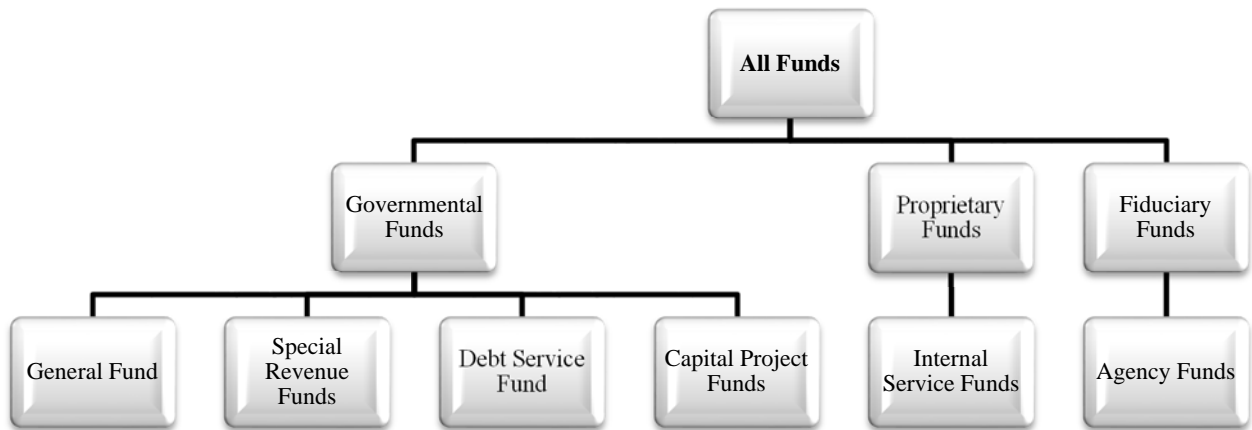 All Funds
Governmental
Funds
Proprietary
Funds
Fiduciary
Funds
General Fund
Special
Revenue
Funds
Debt Service
Fund
Capital Project
Funds
Internal
Service Funds
Agency Funds